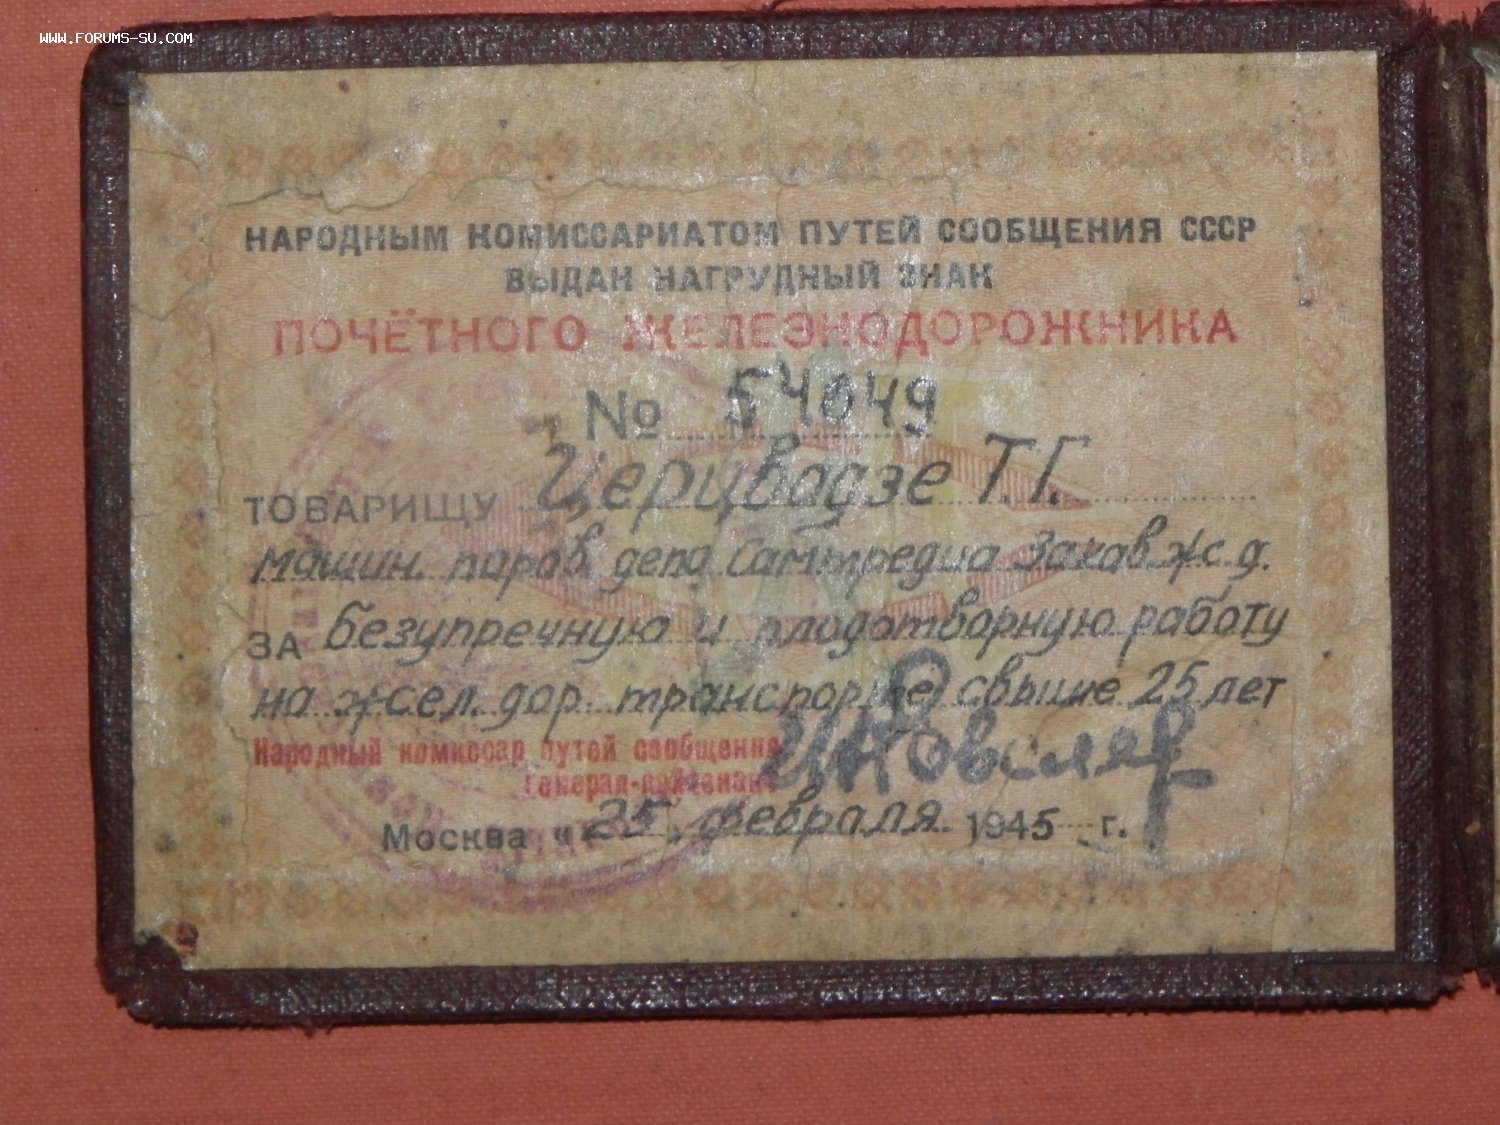 WWW.FORUMS-SU.COM
НАРОДНЫМ КОМИССАРИАТОМ ПУТЕЙ СООБЩЕНИЯ СССР
ВЫДАН НАГРУДНЫЙ ЗНАК
ПОЧЁТНОГО ЖЕЛЕЗНОДОРОЖНИКА
№ 54049
ТОВАРИЩУ Церцвадзе Т.Г.
машин. паров. депо Самтредиа Закав.ж.д.
ЗА безупречную и плодотворную работу
на жел. дор. транспорте свыше 25 лет
Народный комиссар путей сообщения
генерал-лейтенант И Ковалев
Москва „25„ февраля 1945 г.